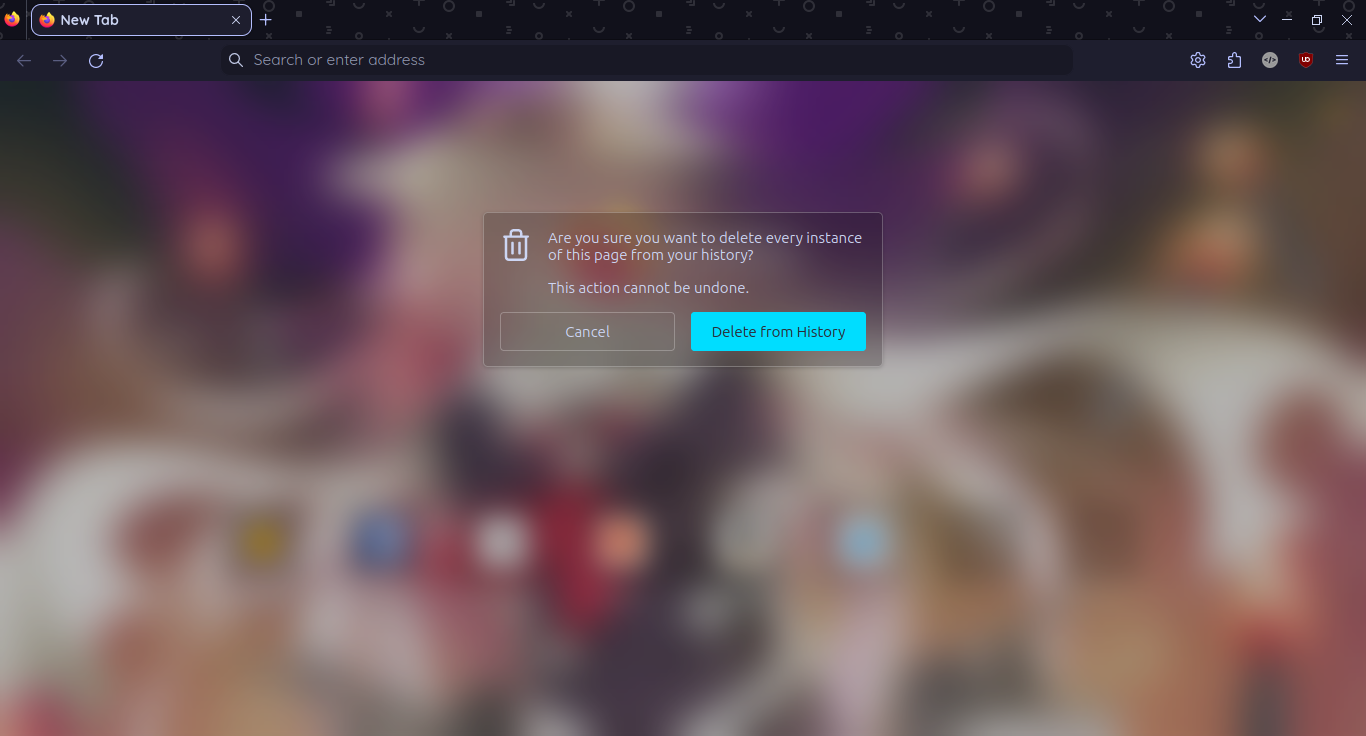 New Tab
Search or enter address
</>
UD
Are you sure you want to delete every instance
of this page from your history?
This action cannot be undone.
Cancel
Delete from History